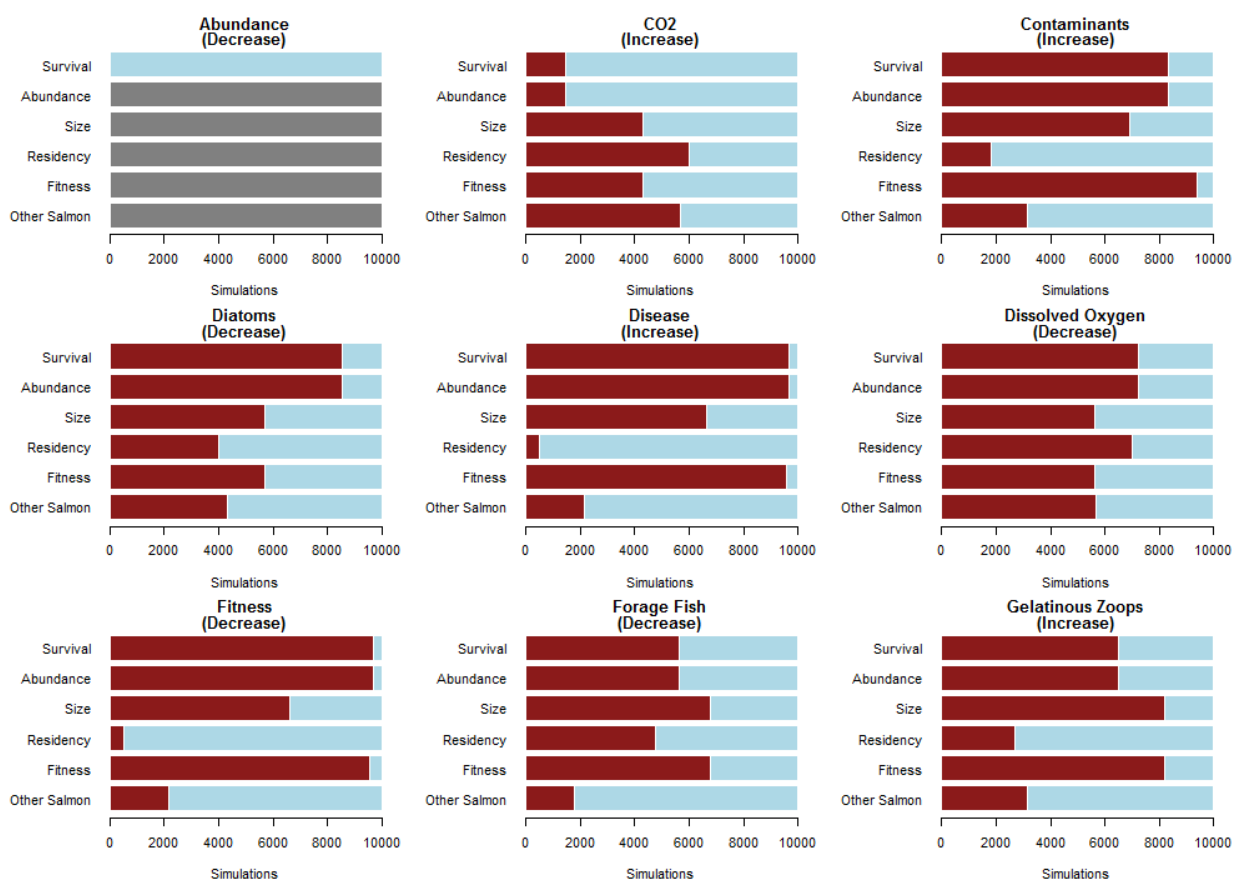 Abundance
(Decrease)
Survival
Abundance
Size
Residency
Fitness
Other Salmon
0 2000 4000 6000 8000 10000
Simulations
CO2
(Increase)
Survival
Abundance
Size
Residency
Fitness
Other Salmon
0 2000 4000 6000 8000 10000
Simulations
Contaminants
(Increase)
Survival
Abundance
Size
Residency
Fitness
Other Salmon
0 2000 4000 6000 8000 10000
Simulations
Diatoms
(Decrease)
Survival
Abundance
Size
Residency
Fitness
Other Salmon
0 2000 4000 6000 8000 10000
Simulations
Disease
(Increase)
Survival
Abundance
Size
Residency
Fitness
Other Salmon
0 2000 4000 6000 8000 10000
Simulations
Dissolved Oxygen
(Decrease)
Survival
Abundance
Size
Residency
Fitness
Other Salmon
0 2000 4000 6000 8000 10000
Simulations
Fitness
(Decrease)
Survival
Abundance
Size
Residency
Fitness
Other Salmon
0 2000 4000 6000 8000 10000
Simulations
Forage Fish
(Decrease)
Survival
Abundance
Size
Residency
Fitness
Other Salmon
0 2000 4000 6000 8000 10000
Simulations
Gelatinous Zoops
(Increase)
Survival
Abundance
Size
Residency
Fitness
Other Salmon
0 2000 4000 6000 8000 10000
Simulations